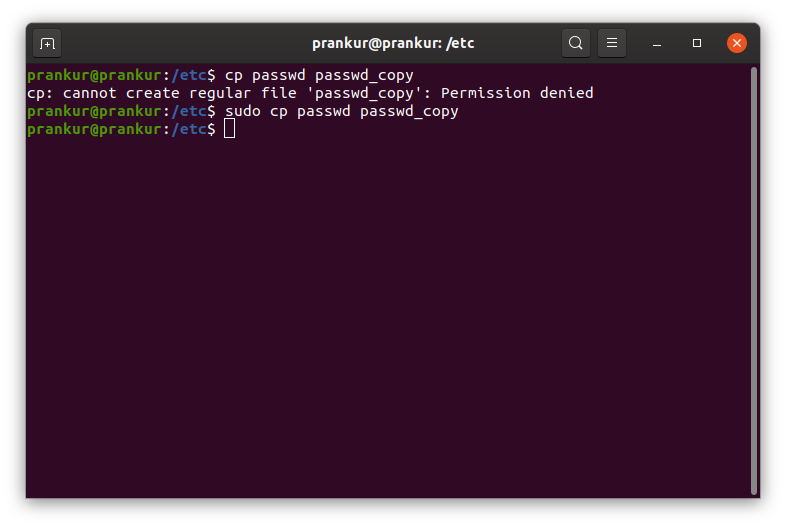 prankur@prankur: /etc
prankur@prankur:/etc$ cp passwd passwd_copy
cp: cannot create regular file 'passwd_copy': Permission denied
prankur@prankur:/etc$ sudo cp passwd passwd_copy
prankur@prankur:/etc$